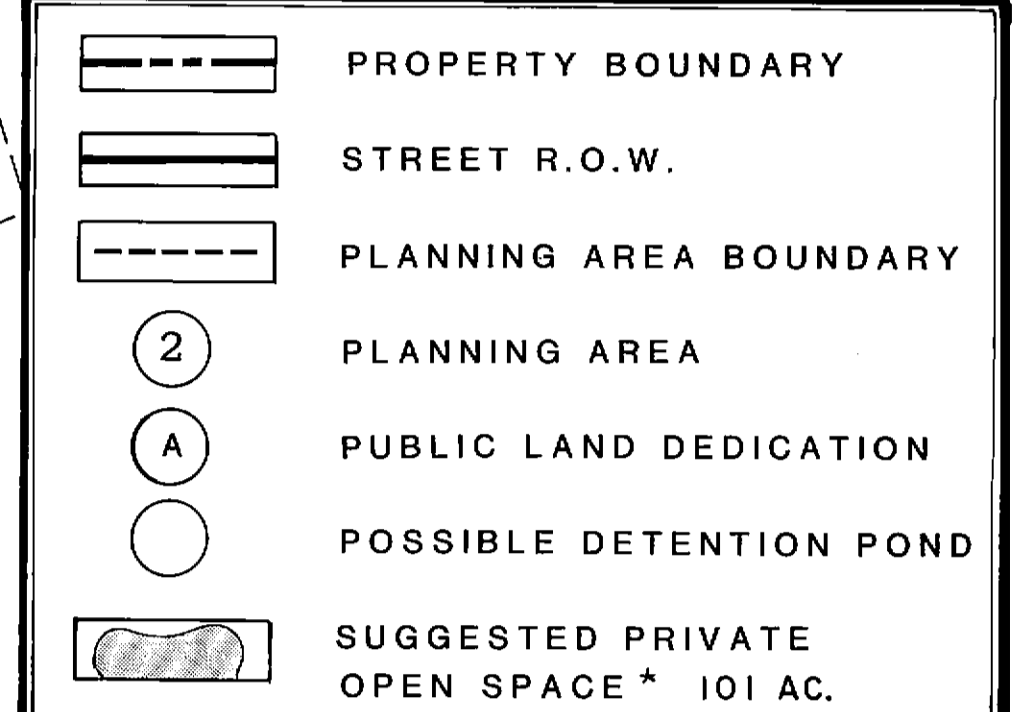 PROPERTY BOUNDARY
STREET R.O.W.
PLANNING AREA BOUNDARY
2 PLANNING AREA
A PUBLIC LAND DEDICATION
POSSIBLE DETENTION POND
SUGGESTED PRIVATE
OPEN SPACE * 101 AC.